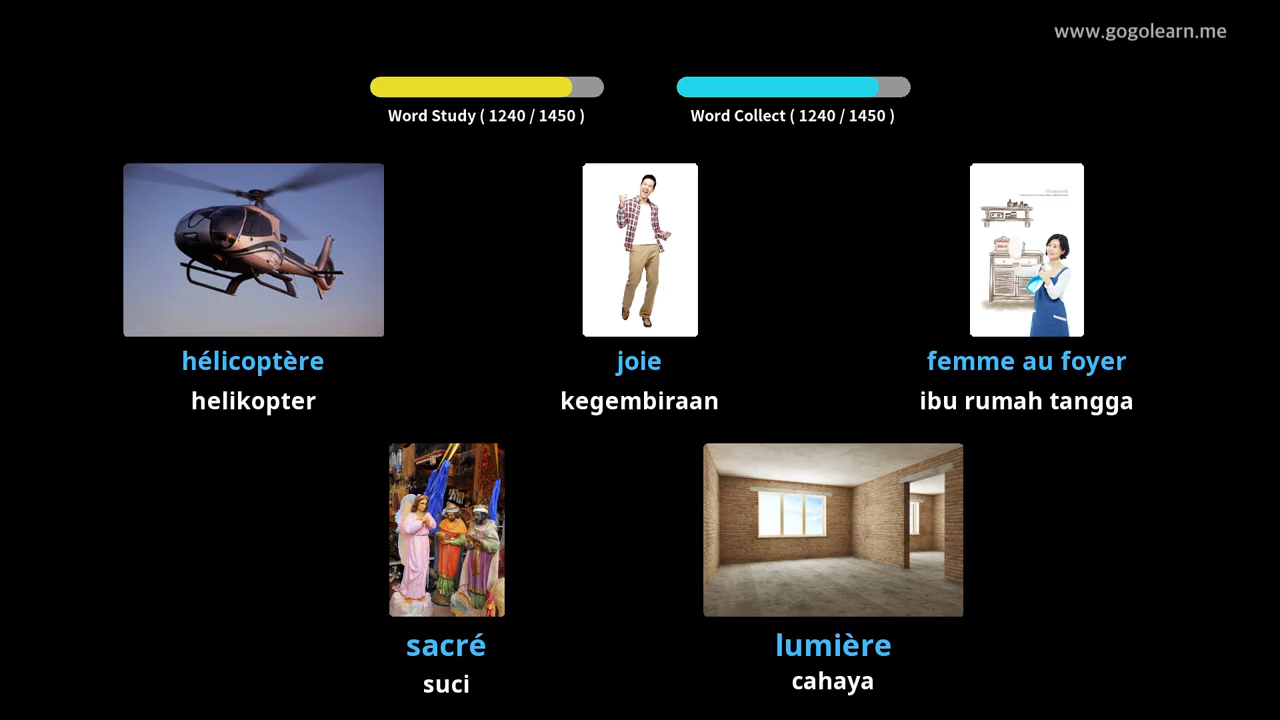 www.gogolearn.me
Word Study ( 1240 / 1450 )
Word Collect ( 1240 / 1450 )
hélicoptère
helikopter
joie
kegembiraan
femme au foyer
ibu rumah tangga
sacré
suci
lumière
cahaya